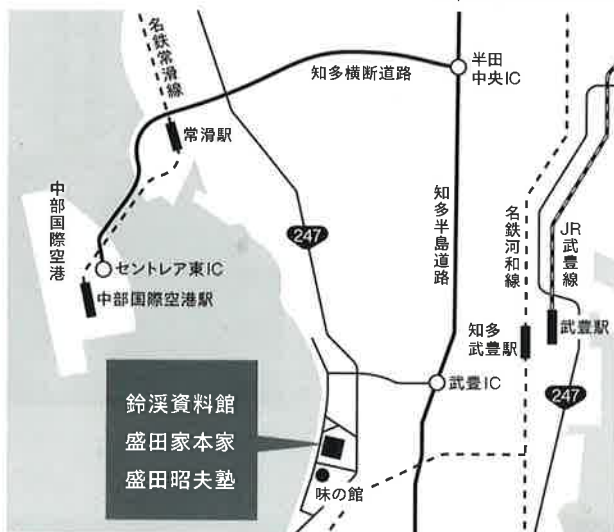 名鉄常滑線
知多横断道路
半田
中央IC
常滑駅
中部国際空港
セントレア東IC
中部国際空港駅
247
知多半島道路
名鉄河和線
JR武豊線
知多
武豊駅
武豊駅
武豊IC
247
鈴渓資料館
盛田家本家
盛田昭夫塾
味の館